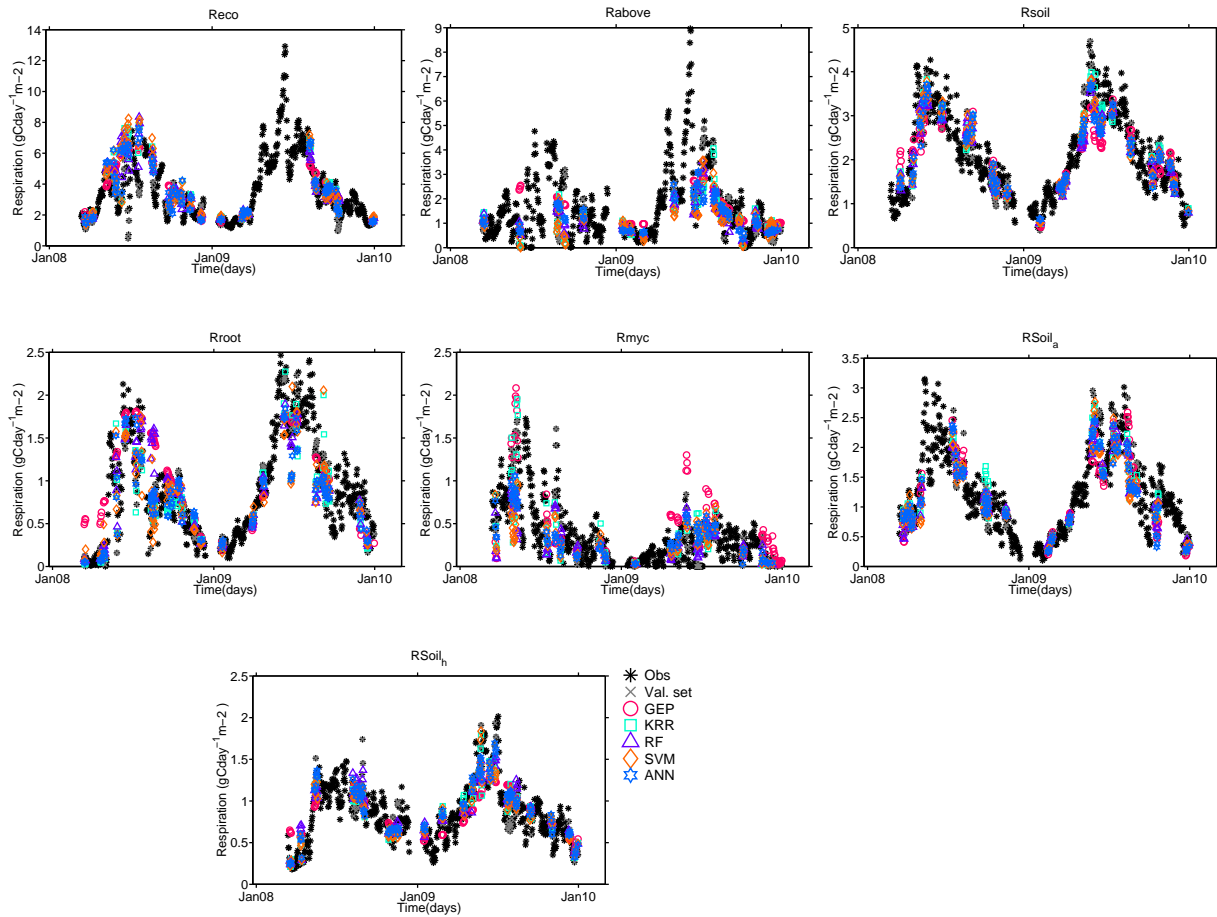 Reco
Respiration (gCday−1m−2 )
14
12
10
8
6
4
2
0
Jan08
Jan09
Jan10
Time(days)
Rabove
Respiration (gCday−1m−2 )
9
8
7
6
5
4
3
2
1
0
Jan08
Jan09
Jan10
Time(days)
Rsoil
Respiration (gCday−1m−2 )
5
4
3
2
1
0
Jan08
Jan09
Jan10
Time(days)
Rroot
Respiration (gCday−1m−2 )
2.5
2
1.5
1
0.5
0
Jan08
Jan09
Jan10
Time(days)
Rmyc
Respiration (gCday−1m−2 )
2.5
2
1.5
1
0.5
0
Jan08
Jan09
Jan10
Time(days)
RSoila
Respiration (gCday−1m−2 )
3.5
3
2.5
2
1.5
1
0.5
0
Jan08
Jan09
Jan10
Time(days)
RSoilh
Respiration (gCday−1m−2 )
2.5
2
1.5
1
0.5
0
Jan08
Jan09
Jan10
Time(days)
Obs
Val. set
GEP
KRR
RF
SVM
ANN